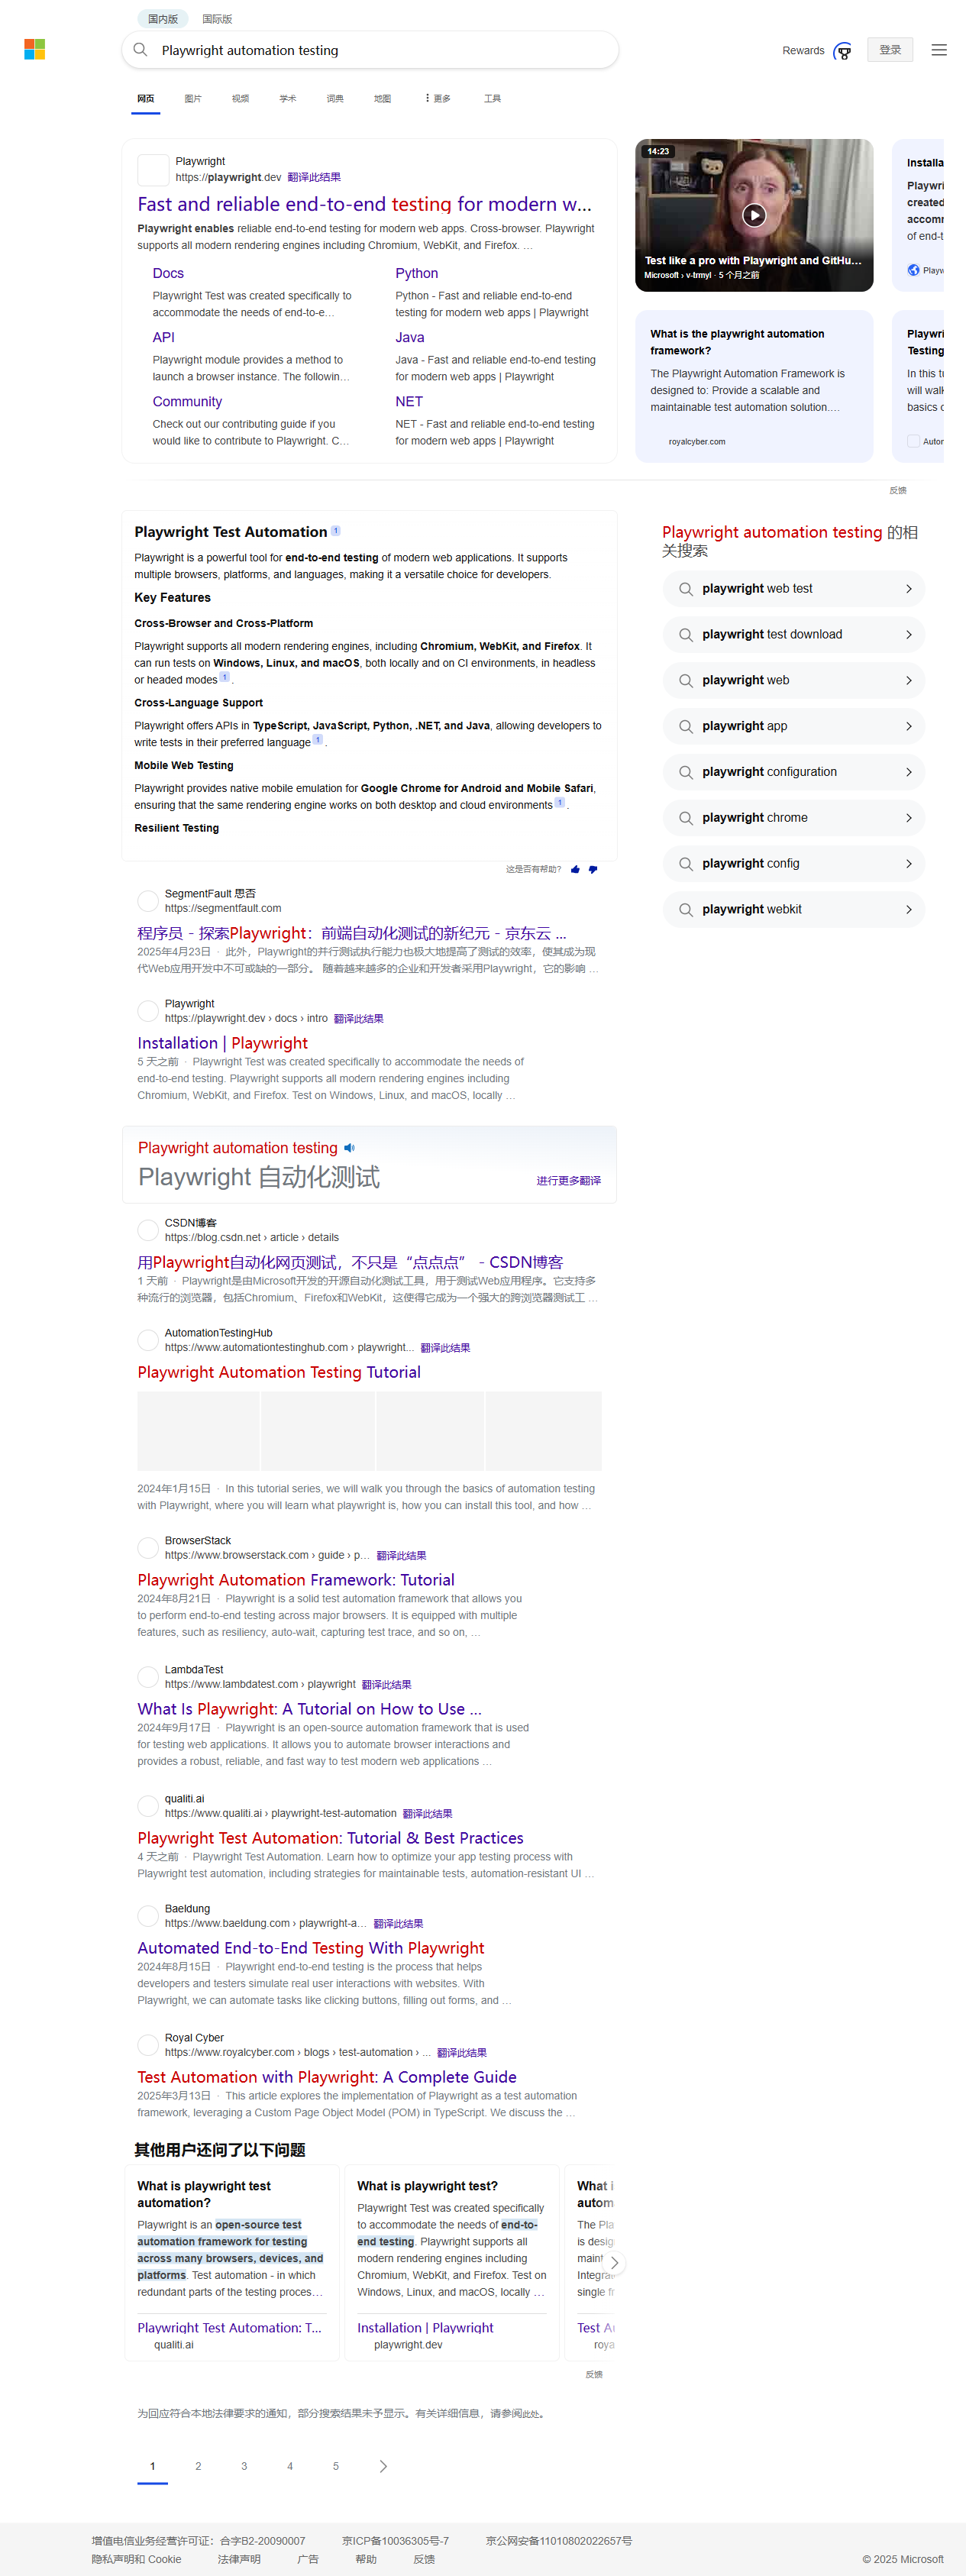 国内版 国际版
Playwright automation testing
Rewards 登录
网页 图片 视频 学术 词典 地图 更多 工具
Playwright
https://playwright.dev 翻译此结果
Fast and reliable end-to-end testing for modern w...
Playwright enables reliable end-to-end testing for modern web apps. Cross-browser. Playwright
supports all modern rendering engines including Chromium, WebKit, and Firefox. …
Docs
Playwright Test was created specifically to
accommodate the needs of end-to-e…
Python
Python - Fast and reliable end-to-end
testing for modern web apps | Playwright
API
Playwright module provides a method to
launch a browser instance. The followin…
Java
Java - Fast and reliable end-to-end testing
for modern web apps | Playwright
Community
Check out our contributing guide if you
would like to contribute to Playwright. C…
NET
NET - Fast and reliable end-to-end testing
for modern web apps | Playwright
14:23
Test like a pro with Playwright and GitHu…
Microsoft › v-trmyl · 5 个月之前
Installa
Playwri
created
accomm
of end-t
Playw
What is the playwright automation
framework?
The Playwright Automation Framework is
designed to: Provide a scalable and
maintainable test automation solution.…
royalcyber.com
Playwri
Testing
In this tu
will walk
basics o
Autor
反馈
Playwright Test Automation 1
Playwright is a powerful tool for end-to-end testing of modern web applications. It supports
multiple browsers, platforms, and languages, making it a versatile choice for developers.
Key Features
Cross-Browser and Cross-Platform
Playwright supports all modern rendering engines, including Chromium, WebKit, and Firefox. It
can run tests on Windows, Linux, and macOS, both locally and on CI environments, in headless
or headed modes 1 .
Cross-Language Support
Playwright offers APIs in TypeScript, JavaScript, Python, .NET, and Java, allowing developers to
write tests in their preferred language 1 .
Mobile Web Testing
Playwright provides native mobile emulation for Google Chrome for Android and Mobile Safari,
ensuring that the same rendering engine works on both desktop and cloud environments 1 .
Resilient Testing
这是否有帮助?
Playwright automation testing 的相
关搜索
playwright web test
playwright test download
playwright web
playwright app
playwright configuration
playwright chrome
playwright config
playwright webkit
SegmentFault 思否
https://segmentfault.com
程序员 - 探索Playwright：前端自动化测试的新纪元 - 京东云 ...
2025年4月23日 · 此外，Playwright的并行测试执行能力也极大地提高了测试的效率，使其成为现
代Web应用开发中不可或缺的一部分。 随着越来越多的企业和开发者采用Playwright，它的影响 …
Playwright
https://playwright.dev › docs › intro 翻译此结果
Installation | Playwright
5 天之前 · Playwright Test was created specifically to accommodate the needs of
end-to-end testing. Playwright supports all modern rendering engines including
Chromium, WebKit, and Firefox. Test on Windows, Linux, and macOS, locally …
Playwright automation testing
Playwright 自动化测试
进行更多翻译
CSDN博客
https://blog.csdn.net › article › details
用Playwright自动化网页测试，不只是“点点点” - CSDN博客
1 天前 · Playwright是由Microsoft开发的开源自动化测试工具，用于测试Web应用程序。它支持多
种流行的浏览器，包括Chromium、Firefox和WebKit，这使得它成为一个强大的跨浏览器测试工 …
AutomationTestingHub
https://www.automationtestinghub.com › playwright... 翻译此结果
Playwright Automation Testing Tutorial
2024年1月15日 · In this tutorial series, we will walk you through the basics of automation testing
with Playwright, where you will learn what playwright is, how you can install this tool, and how …
BrowserStack
https://www.browserstack.com › guide › p… 翻译此结果
Playwright Automation Framework: Tutorial
2024年8月21日 · Playwright is a solid test automation framework that allows you
to perform end-to-end testing across major browsers. It is equipped with multiple
features, such as resiliency, auto-wait, capturing test trace, and so on, …
LambdaTest
https://www.lambdatest.com › playwright 翻译此结果
What Is Playwright: A Tutorial on How to Use ...
2024年9月17日 · Playwright is an open-source automation framework that is used
for testing web applications. It allows you to automate browser interactions and
provides a robust, reliable, and fast way to test modern web applications …
qualiti.ai
https://www.qualiti.ai › playwright-test-automation 翻译此结果
Playwright Test Automation: Tutorial & Best Practices
4 天之前 · Playwright Test Automation. Learn how to optimize your app testing process with
Playwright test automation, including strategies for maintainable tests, automation-resistant UI …
Baeldung
https://www.baeldung.com › playwright-a… 翻译此结果
Automated End-to-End Testing With Playwright
2024年8月15日 · Playwright end-to-end testing is the process that helps
developers and testers simulate real user interactions with websites. With
Playwright, we can automate tasks like clicking buttons, filling out forms, and …
Royal Cyber
https://www.royalcyber.com › blogs › test-automation › ... 翻译此结果
Test Automation with Playwright: A Complete Guide
2025年3月13日 · This article explores the implementation of Playwright as a test automation
framework, leveraging a Custom Page Object Model (POM) in TypeScript. We discuss the …
其他用户还问了以下问题
What is playwright test
automation?
Playwright is an open-source test
automation framework for testing
across many browsers, devices, and
platforms. Test automation - in which
redundant parts of the testing proces…
Playwright Test Automation: T...
qualiti.ai
What is playwright test?
Playwright Test was created specifically
to accommodate the needs of end-to-
end testing. Playwright supports all
modern rendering engines including
Chromium, WebKit, and Firefox. Test on
Windows, Linux, and macOS, locally …
Installation | Playwright
playwright.dev
What i
autom
The Pla
is desig
maint
Integra
single fr
Test Au
roya
反馈
为回应符合本地法律要求的通知，部分搜索结果未予显示。有关详细信息，请参阅此处。
1 2 3 4 5
增值电信业务经营许可证：合字B2-20090007 京ICP备10036305号-7 京公网安备11010802022657号
隐私声明和 Cookie 法律声明 广告 帮助 反馈 © 2025 Microsoft